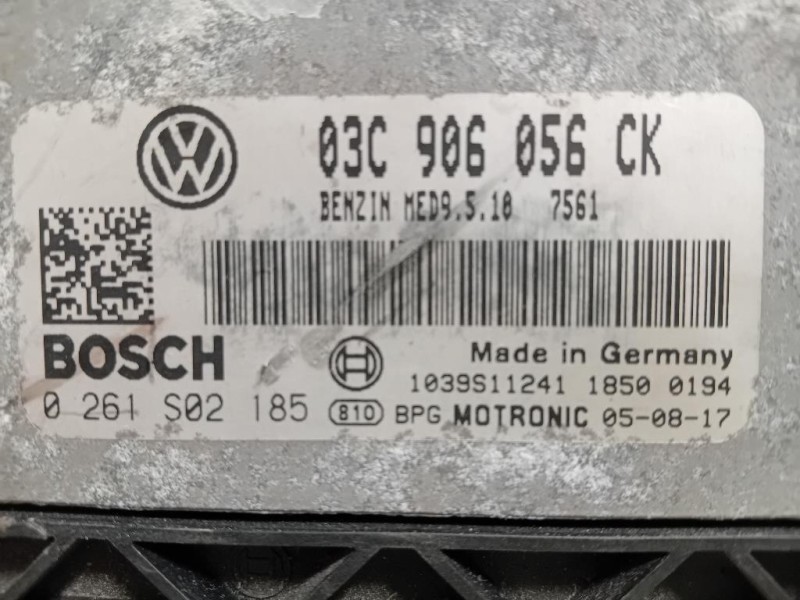 03C 906 056 CK
BENZIN MED9.5.10 7561
BOSCH
Made in Germany
1039S11241 1850 0194
0 261 S02 185 810 BPG MOTRONIC 05-08-17